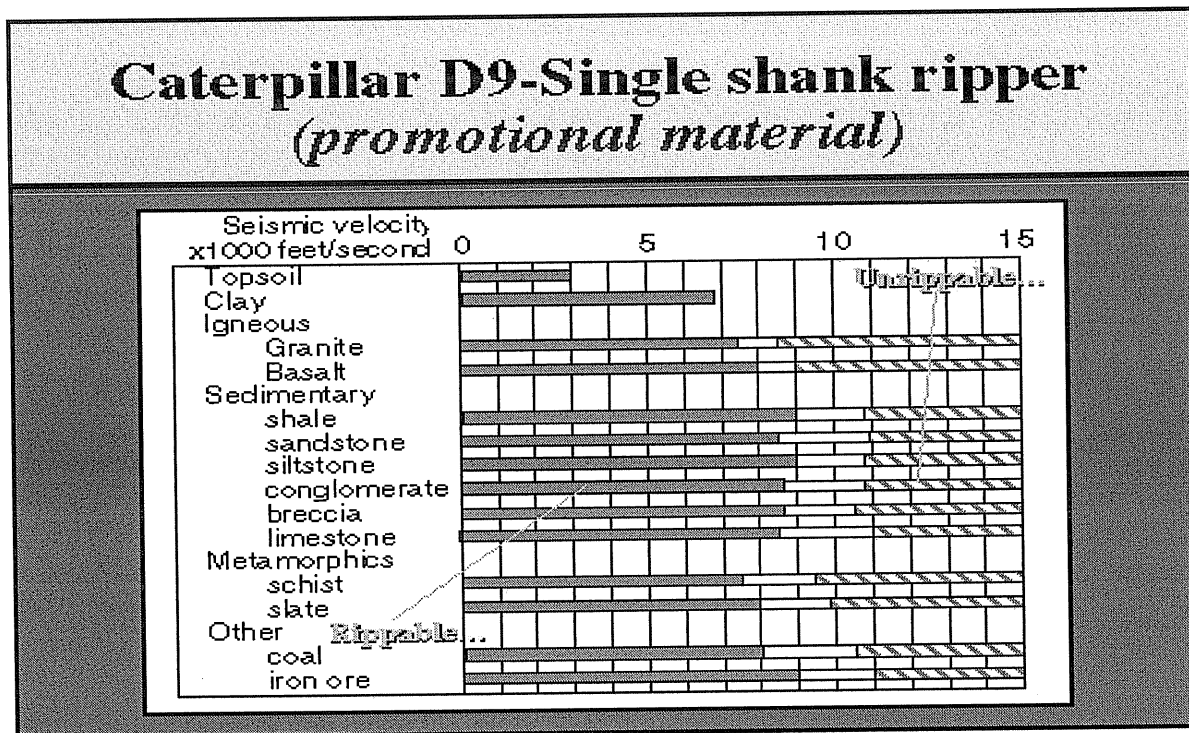 Caterpillar D9-Single shank ripper
(promotional material)
Seismic velocity
x1000 feet/second 0 5 10 15
Topsoil
Unrippable...
Clay
Igneous
Granite
Basalt
Sedimentary
shale
sandstone
siltstone
conglomerate
breccia
limestone
Metamorphics
schist
slate
Other
Rippable...
coal
iron ore